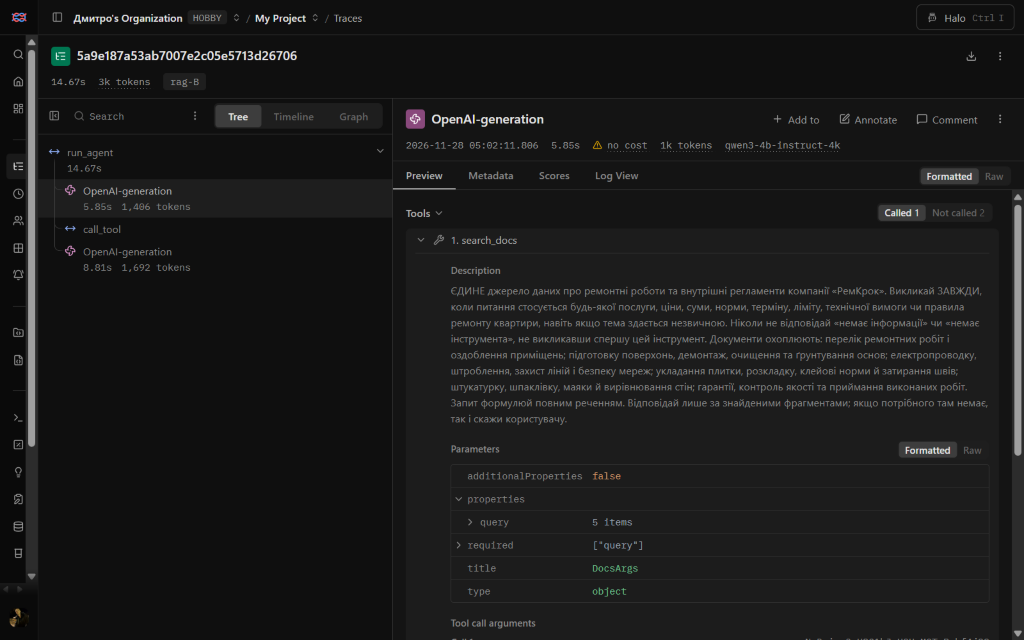 Дмитро's Organization HOBBY / My Project / Traces
Halo Ctrl I
5a9e187a53ab7007e2c05e5713d26706
14.67s 3k tokens rag-B
Search
Tree Timeline Graph
run_agent
14.67s
OpenAI-generation
5.85s 1,406 tokens
call_tool
OpenAI-generation
8.81s 1,692 tokens
OpenAI-generation
Add to Annotate Comment
2026-11-28 05:02:11.806 5.85s no cost 1k tokens qwen3-4b-instruct-4k
Preview Metadata Scores Log View
Formatted Raw
Tools
Called 1 Not called 2
1. search_docs
Description
ЄДИНЕ джерело даних про ремонтні роботи та внутрішні регламенти компанії «РемКрок». Викликай ЗАВЖДИ,
коли питання стосується будь-якої послуги, ціни, суми, норми, терміну, ліміту, технічної вимоги чи правила
ремонту квартири, навіть якщо тема здається незвичною. Ніколи не відповідай «немає інформації» чи «немає
інструмента», не викликавши спершу цей інструмент. Документи охоплюють: перелік ремонтних робіт і
оздоблення приміщень; підготовку поверхонь, демонтаж, очищення та ґрунтування основ; електропроводку,
штроблення, захист ліній і безпеку мереж; укладання плитки, розкладку, клейові норми й затирання швів;
штукатурку, шпаклівку, маяки й вирівнювання стін; гарантії, контроль якості та приймання виконаних робіт.
Запит формулюй повним реченням. Відповідай лише за знайденими фрагментами; якщо потрібного там немає,
так і скажи користувачу.
Parameters
Formatted Raw
additionalProperties false
properties
query 5 items
required ["query"]
title DocsArgs
type object
Tool call arguments